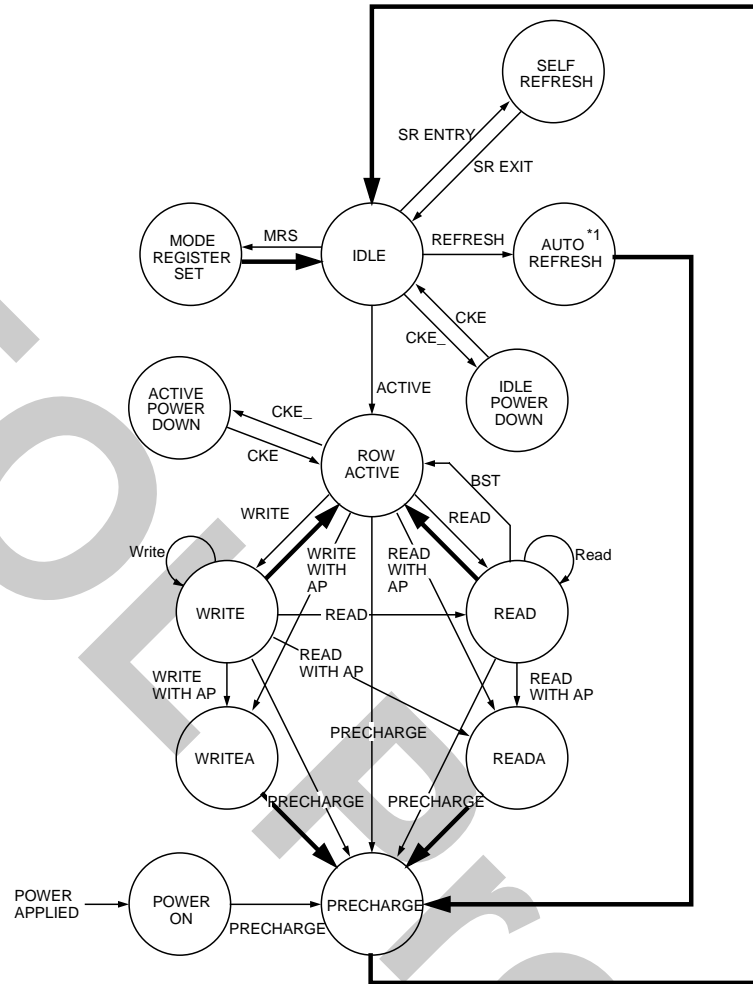 SELF
REFRESH
SR ENTRY
SR EXIT
MODE
REGISTER
SET
MRS
IDLE
REFRESH
AUTO *1
REFRESH
CKE
CKE_
IDLE
POWER
DOWN
ACTIVE
ACTIVE
POWER
DOWN
CKE_
CKE
ROW
ACTIVE
BST
WRITE
READ
Write
WRITE
WITH
AP
READ
WITH
AP
Read
WRITE
READ
READ
READ
WITH AP
WRITE
WITH AP
READ
WITH AP
WRITEA
PRECHARGE
READA
PRECHARGE
PRECHARGE
POWER
APPLIED
POWER
ON
PRECHARGE
PRECHARGE